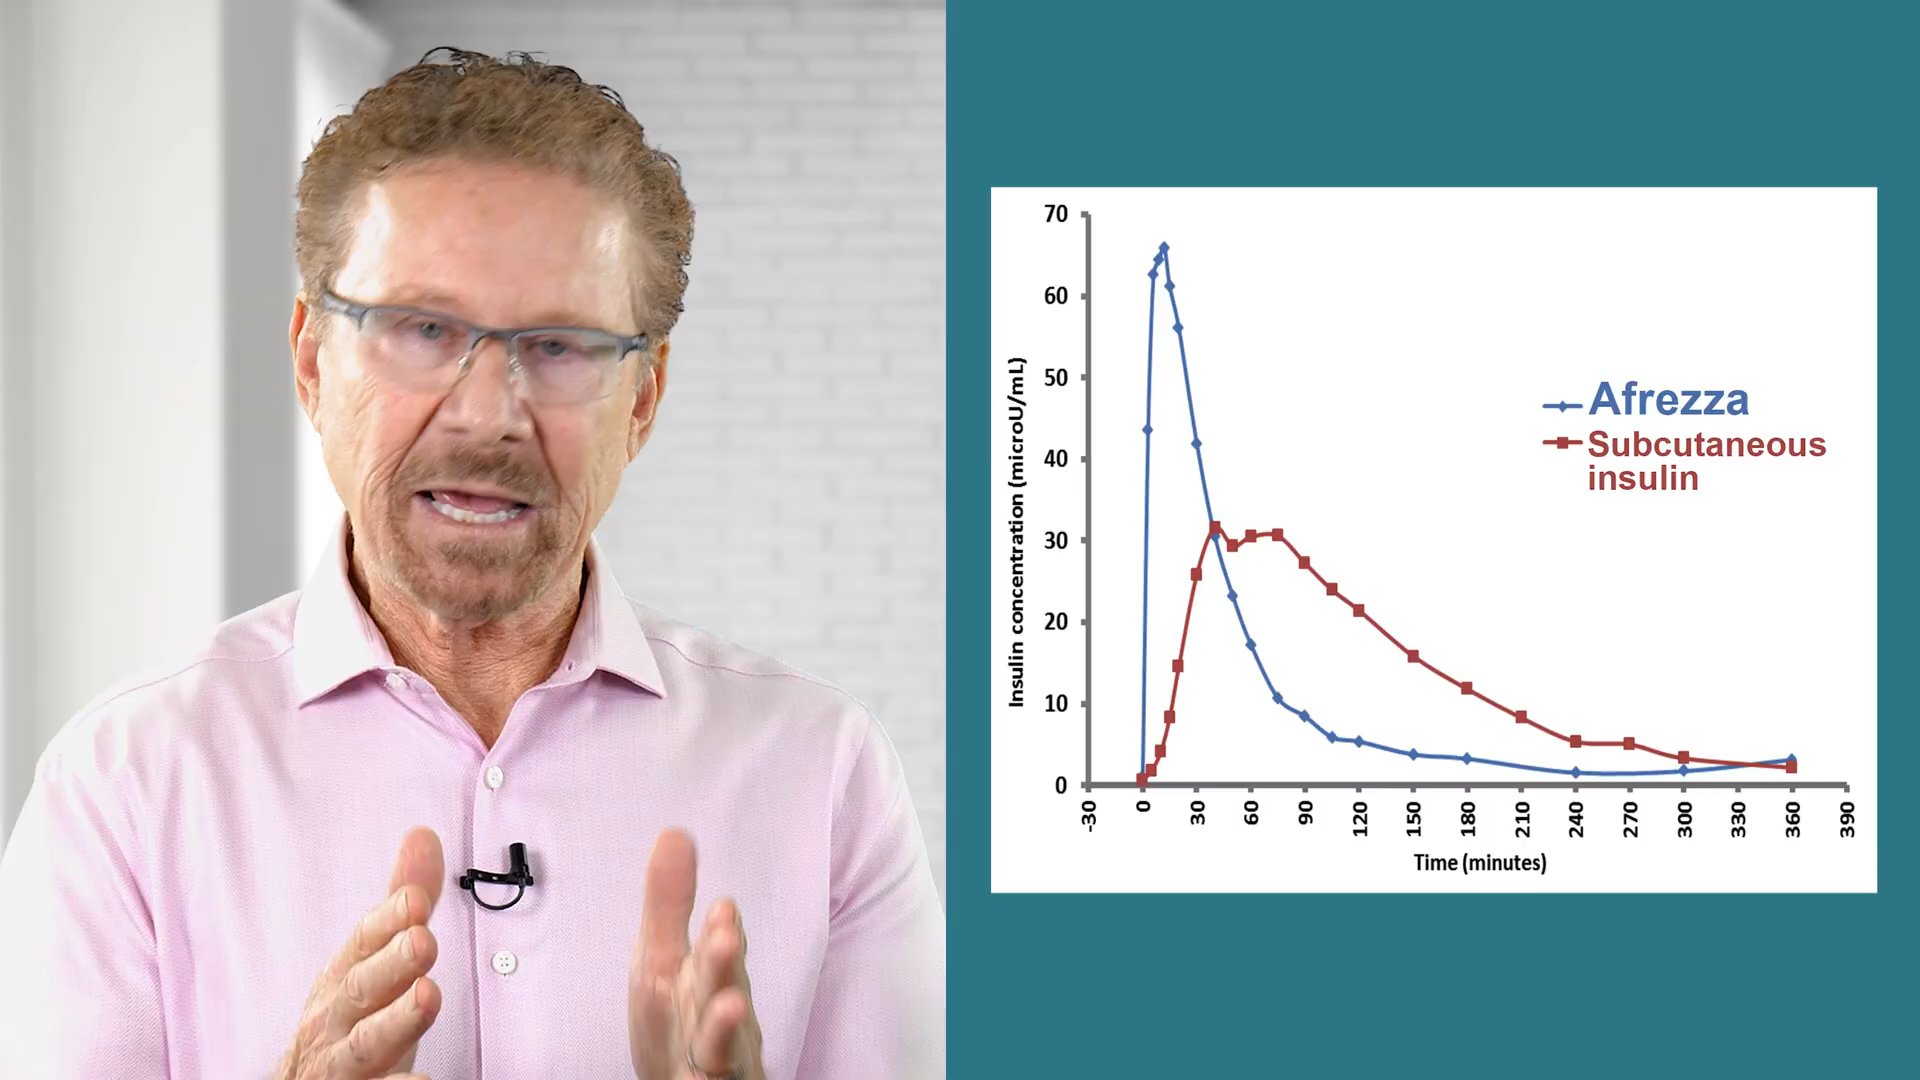 70
60
50
40
30
20
10
0
Insulin concentration (microU/mL)
Afrezza
Subcutaneous
insulin
-30 0 30 60 90 120 150 180 210 240 270 300 330 360 390
Time (minutes)